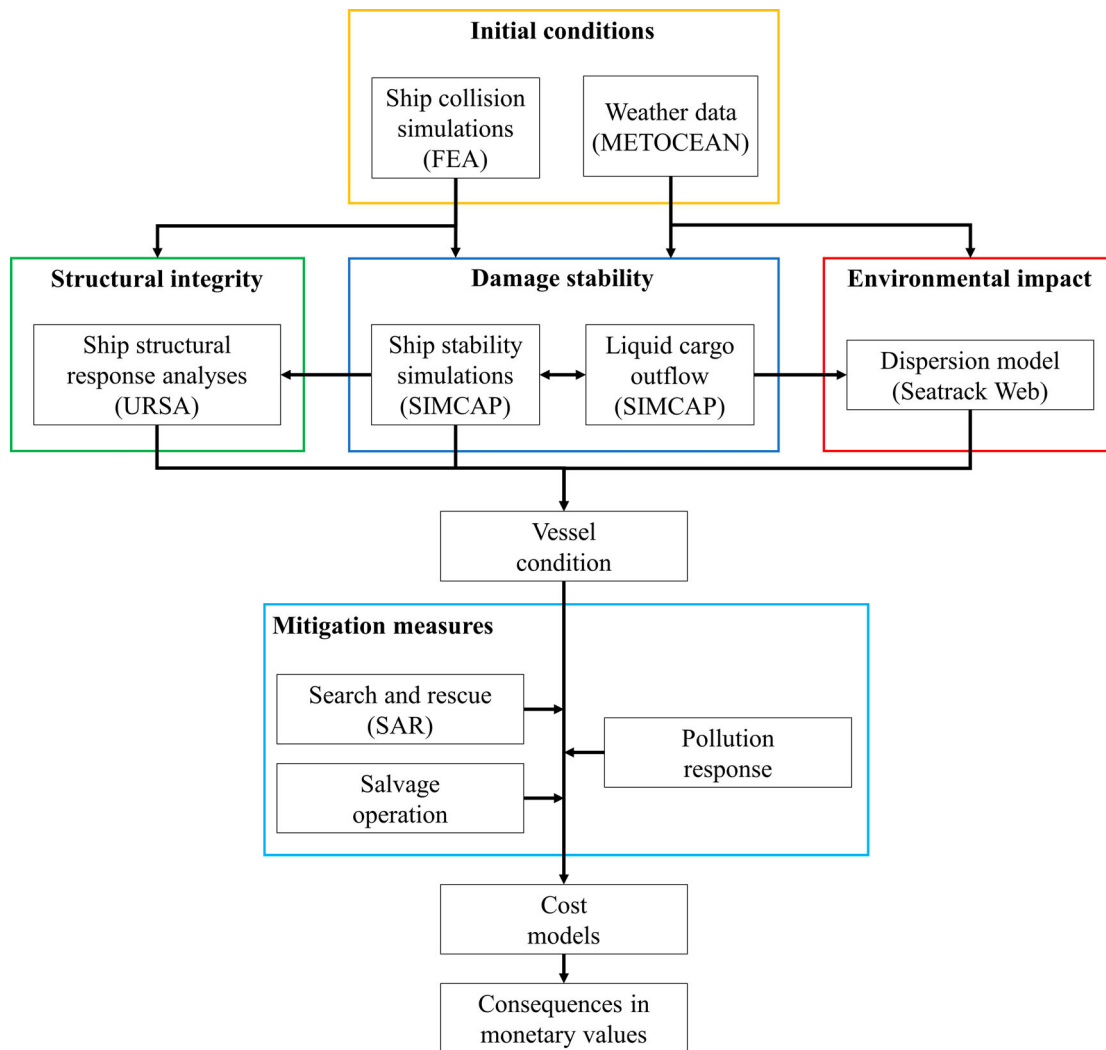 Initial conditions
Ship collision
simulations
(FEA)
Weather data
(METOCEAN)
Structural integrity
Ship structural
response analyses
(URSA)
Damage stability
Ship stability
simulations
(SIMCAP)
Liquid cargo
outflow
(SIMCAP)
Environmental impact
Dispersion model
(Seatrack Web)
Vessel
condition
Mitigation measures
Search and rescue
(SAR)
Pollution
response
Salvage
operation
Cost
models
Consequences in
monetary values